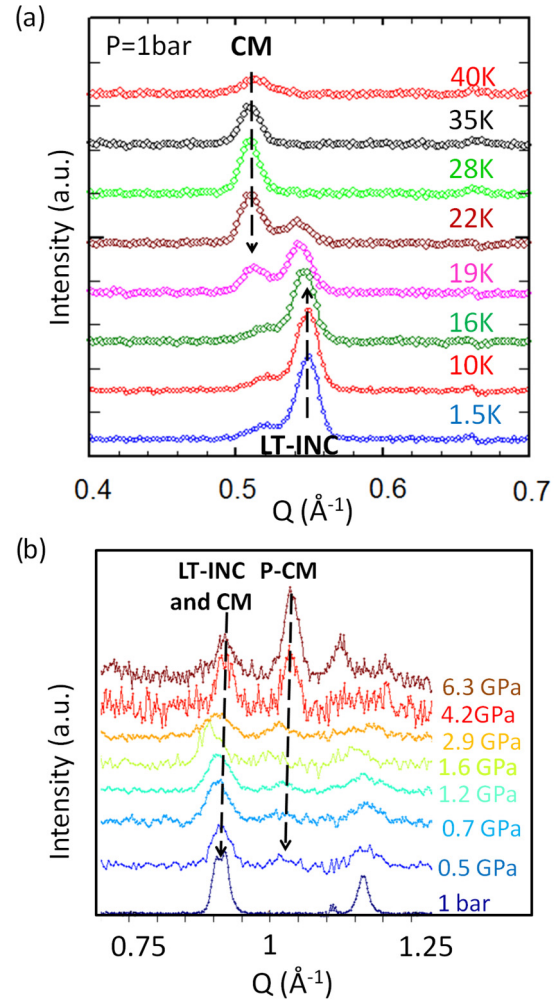 (a)
P=1bar
CM
40K
35K
28K
22K
19K
16K
10K
1.5K
LT-INC
Intensity (a.u.)
0.4 0.5 0.6 0.7
Q (Å-1)
(b)
LT-INC P-CM
and CM
6.3 GPa
4.2GPa
2.9 GPa
1.6 GPa
1.2 GPa
0.7 GPa
0.5 GPa
1 bar
Intensity (a.u.)
0.75 1 1.25
Q (Å-1)